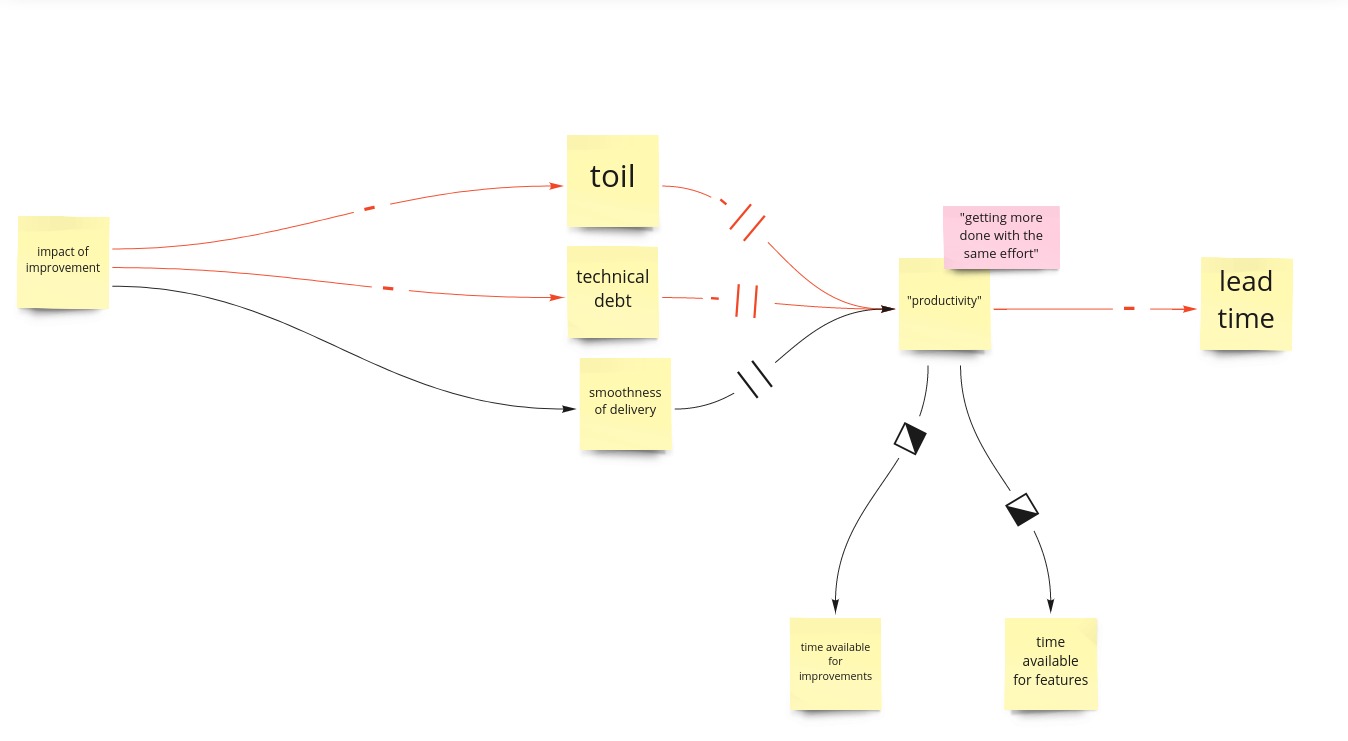 toil
impact of
improvement
technical
debt
smoothness
of delivery
"getting more
done with the
same effort"
"productivity"
lead
time
time available
for
improvements
time
available
for features